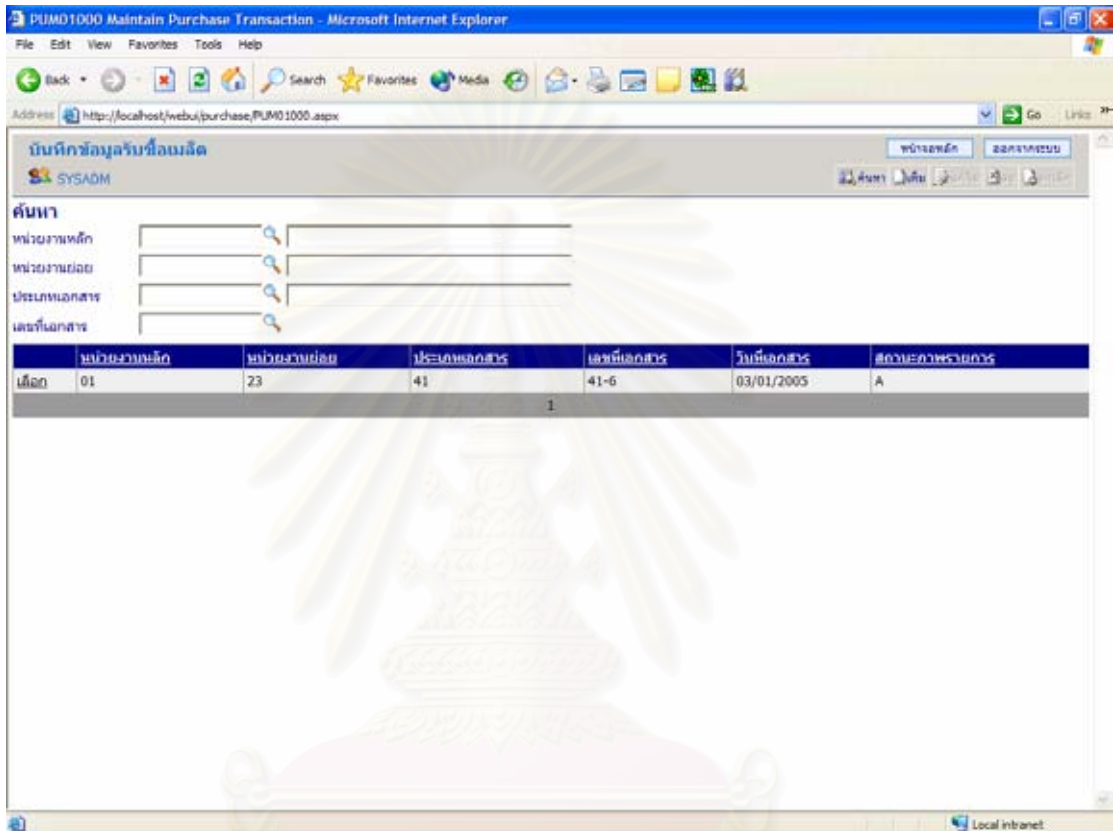 PUM01000 Maintain Purchase Transaction - Microsoft Internet Explorer
File Edit View Favorites Tools Help
Back Search Favorites Media
Address http://localhost/webui/purchase/PUM01000.aspx Go Links
บันทึกข้อมูลรับซื้อเมล็ด หน้าจอหลัก ออกจากระบบ
SYSADM ค้นหา เพิ่ม
ค้นหา
หน่วยงานหลัก
หน่วยงานย่อย
ประเภทเอกสาร
เลขที่เอกสาร
หน่วยงานหลัก หน่วยงานย่อย ประเภทเอกสาร เลขที่เอกสาร วันที่เอกสาร สถานะภาพรายการ
เลือก 01 23 41 41-6 03/01/2005 A
1
Local intranet